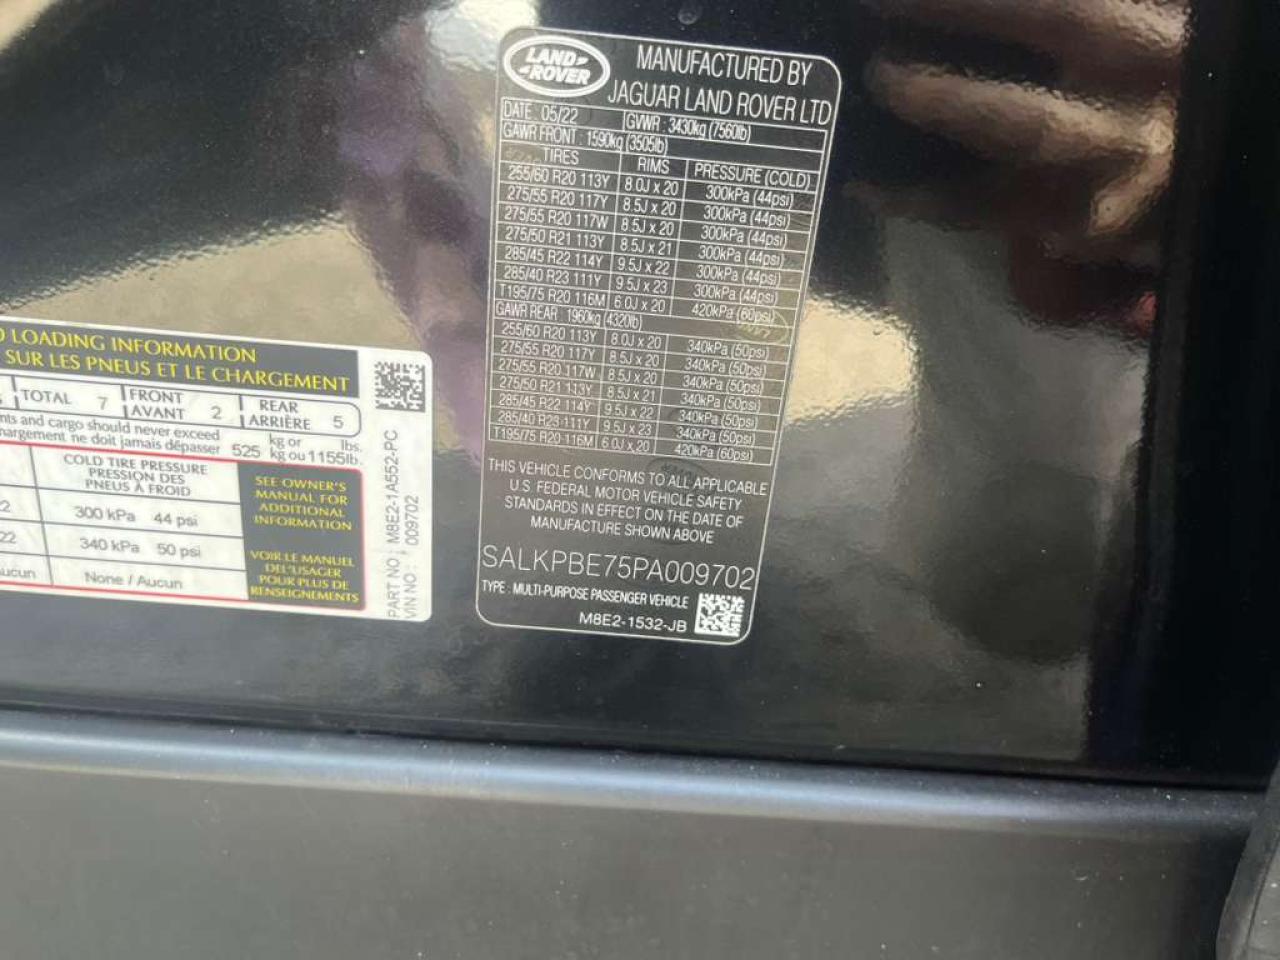 LAND-
-ROVER
MANUFACTURED BY
JAGUAR LAND ROVER LTD
DATE. 05/22 GVWR : 3430kg (7560lb)
GAWR FRONT : 1590kg (3505lb)
TIRES RIMS PRESSURE (COLD)
255/60 R20 113Y 8.0J x 20 300kPa (44psi)
275/55 R20 117Y 8.5J x 20 300kPa (44psi)
275/55 R20 117W 8.5J x 20 300kPa (44psi)
275/50 R21 113Y 8.5J x 21 300kPa (44psi)
285/45 R22 114Y 9.5J x 22 300kPa (44psi)
285/40 R23 111Y 9.5J x 23 300kPa (44psi)
T195/75 R20 116M 6.0J x 20 420kPa (60psi)
GAWR REAR : 1960kg (4320lb)
255/60 R20 113Y 8.0J x 20 340kPa (50psi)
275/55 R20 117Y 8.5J x 20 340kPa (50psi)
275/55 R20 117W 8.5J x 20 340kPa (50psi)
275/50 R21 113Y 8.5J x 21 340kPa (50psi)
285/45 R22 114Y 9.5J x 22 340kPa (50psi)
285/40 R23 111Y 9.5J x 23 340kPa (50psi)
T195/75 R20 116M 6.0J x 20 420kPa (60psi)
THIS VEHICLE CONFORMS TO ALL APPLICABLE
U.S. FEDERAL MOTOR VEHICLE SAFETY
STANDARDS IN EFFECT ON THE DATE OF
MANUFACTURE SHOWN ABOVE
SALKPBE75PA009702
TYPE : MULTI-PURPOSE PASSENGER VEHICLE
M8E2-1532-JB
LOADING INFORMATION
SUR LES PNEUS ET LE CHARGEMENT
TOTAL 7 FRONT AVANT 2 REAR ARRIÈRE 5
and cargo should never exceed
ne doit jamais dépasser 525 kg or kg ou 1155 lbs. lb.
COLD TIRE PRESSURE
PRESSION DES
PNEUS À FROID
300 kPa 44 psi
22 340 kPa 50 psi
None / Aucun
SEE OWNER'S
MANUAL FOR
ADDITIONAL
INFORMATION
VOIR LE MANUEL
DE L'USAGER
POUR PLUS DE
RENSEIGNEMENTS
PART NO : M8E2-1A552-PC
VIN NO : 009702